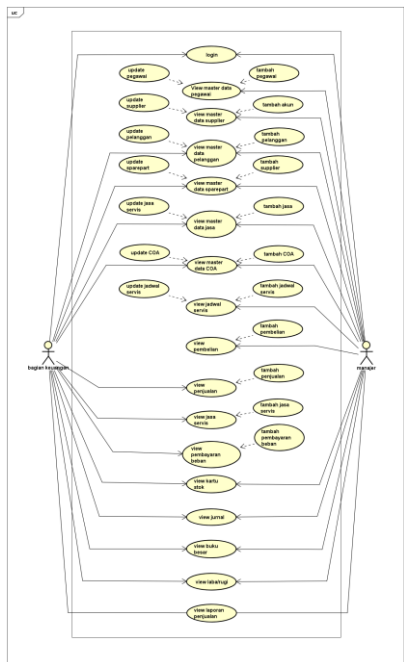 uc
login
update
pegawai
tambah
pegawai
View master data
pegawai
update
supplier
tambah akun
view master
data supplier
update
pelanggan
tambah
pelanggan
view master
data
pelanggan
update
sparepart
tambah
supplier
view master
data sparepart
update jasa
servis
tambah jasa
view master
data jasa
update COA
tambah COA
view master
data COA
update jadwal
servis
tambah jadwal
servis
view jadwal
servis
tambah
pembelian
view
pembelian
bagian keuangan
manajer
tambah
penjualan
view
penjualan
tambah jasa
servis
view jasa
servis
tambah
pembayaran
beban
view
pembayaran
beban
view kartu
stok
view jurnal
view buku
besar
view laba/rugi
view laporan
penjualan